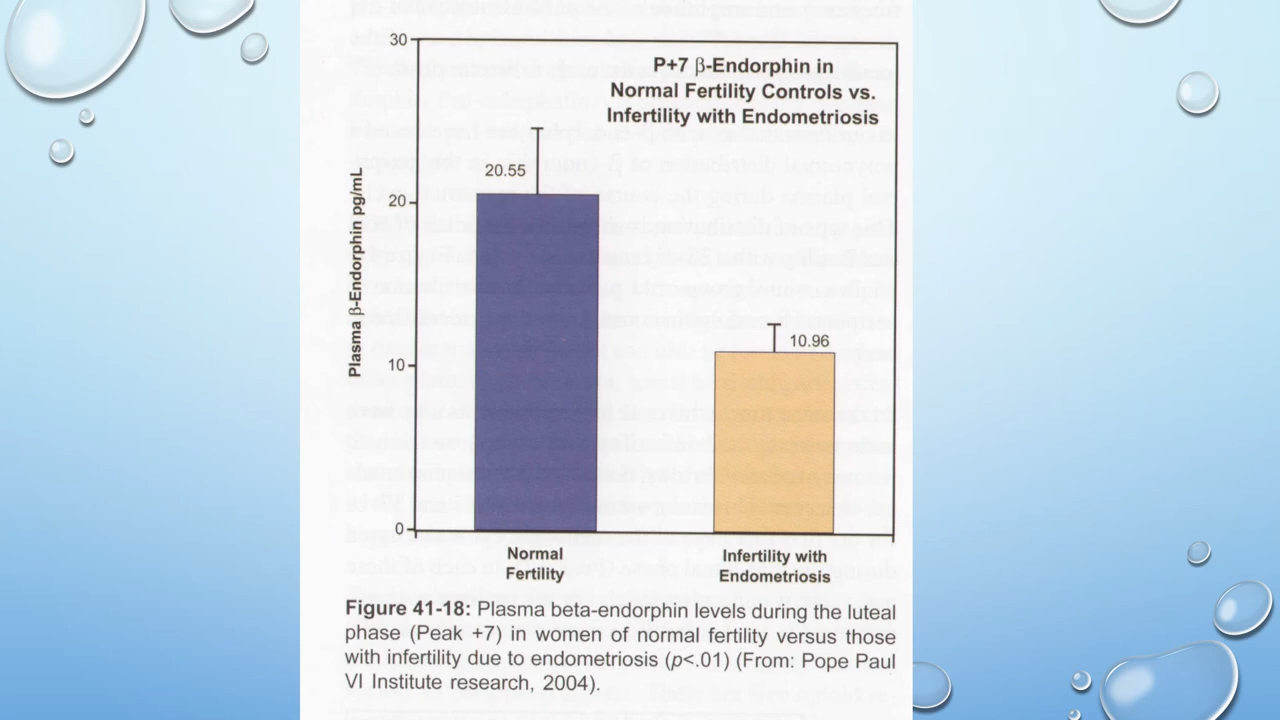 30
P+7 β-Endorphin in
Normal Fertility Controls vs.
Infertility with Endometriosis
20.55
20
Plasma β-Endorphin pg/mL
10.96
10
0
Normal
Fertility
Infertility with
Endometriosis
Figure 41-18: Plasma beta-endorphin levels during the luteal
phase (Peak +7) in women of normal fertility versus those
with infertility due to endometriosis (p<.01) (From: Pope Paul
VI Institute research, 2004).